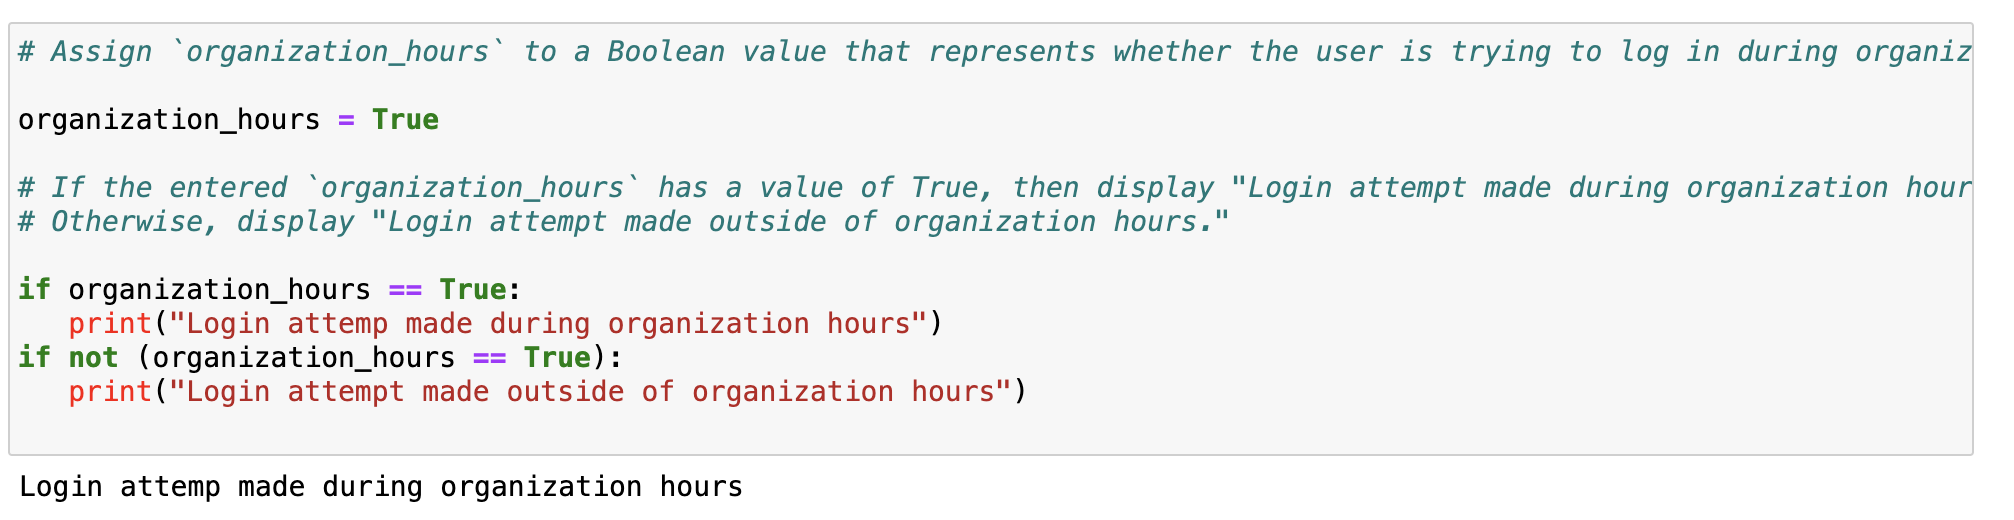 # Assign `organization_hours` to a Boolean value that represents whether the user is trying to log in during organiz
organization_hours = True
# If the entered `organization_hours` has a value of True, then display "Login attempt made during organization hour
# Otherwise, display "Login attempt made outside of organization hours."
if organization_hours == True:
   print("Login attemp made during organization hours")
if not (organization_hours == True):
   print("Login attempt made outside of organization hours")
Login attemp made during organization hours